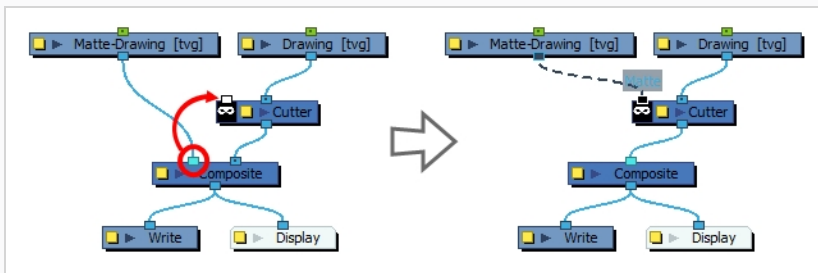 Matte-Drawing [tvg]
Drawing [tvg]
Cutter
Composite
Write
Display
Matte-Drawing [tvg]
Drawing [tvg]
Matte
Cutter
Composite
Write
Display